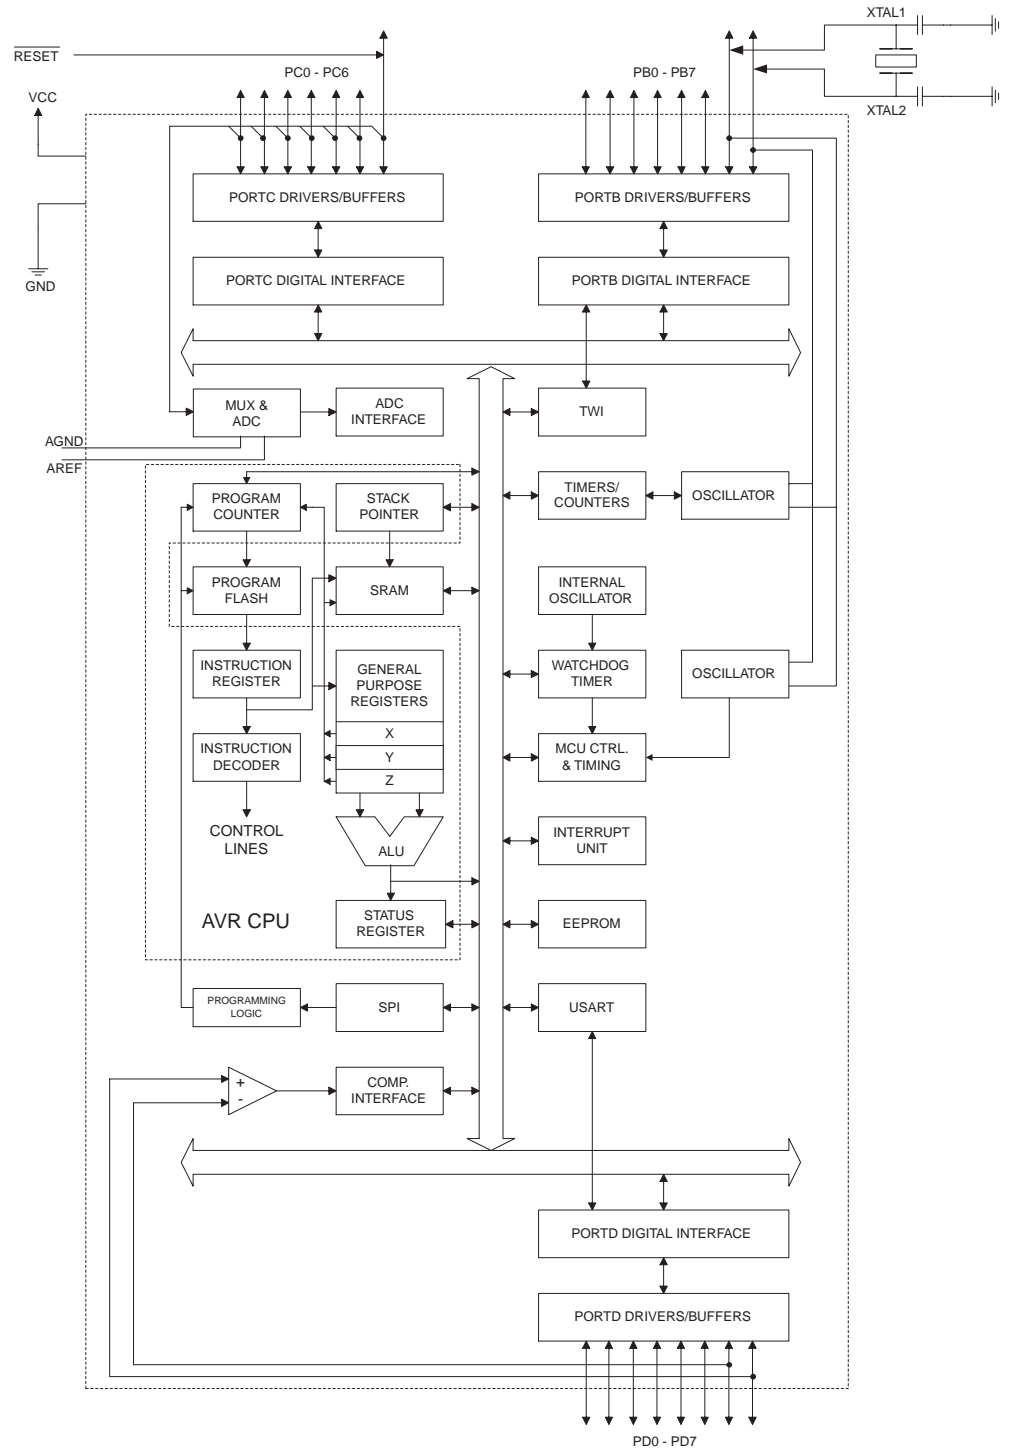 XTAL1
RESET
PC0 - PC6
PB0 - PB7
VCC
XTAL2
PORTC DRIVERS/BUFFERS
PORTB DRIVERS/BUFFERS
PORTC DIGITAL INTERFACE
PORTB DIGITAL INTERFACE
GND
MUX &
ADC
ADC
INTERFACE
TWI
AGND
AREF
PROGRAM
COUNTER
STACK
POINTER
TIMERS/
COUNTERS
OSCILLATOR
PROGRAM
FLASH
SRAM
INTERNAL
OSCILLATOR
INSTRUCTION
REGISTER
GENERAL
PURPOSE
REGISTERS
WATCHDOG
TIMER
OSCILLATOR
X
INSTRUCTION
DECODER
Y
Z
MCU CTRL.
& TIMING
CONTROL
LINES
ALU
INTERRUPT
UNIT
AVR CPU
STATUS
REGISTER
EEPROM
PROGRAMMING
LOGIC
SPI
USART
+
-
COMP.
INTERFACE
PORTD DIGITAL INTERFACE
PORTD DRIVERS/BUFFERS
PD0 - PD7